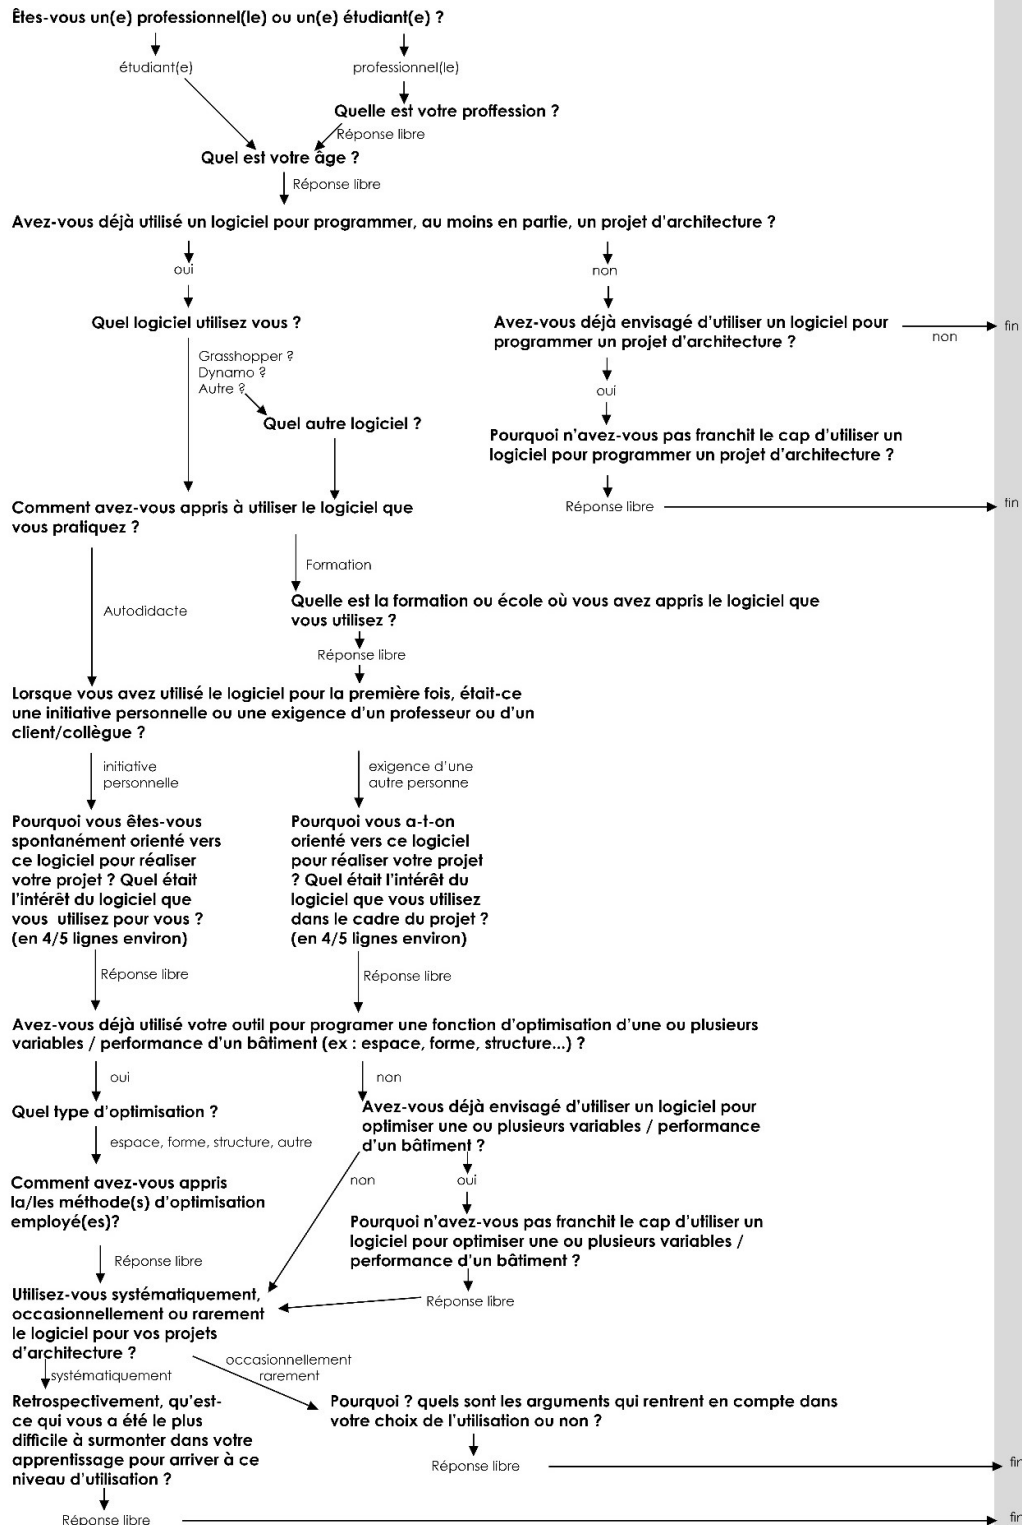 Êtes-vous un(e) professionnel(le) ou un(e) étudiant(e) ?
étudiant(e)
professionnel(le)
Quelle est votre proffession ?
Réponse libre
Quel est votre âge ?
Réponse libre
Avez-vous déjà utilisé un logiciel pour programmer, au moins en partie, un projet d'architecture ?
oui
non
Quel logiciel utilisez vous ?
Avez-vous déjà envisagé d'utiliser un logiciel pour
programmer un projet d'architecture ?
non
fin
Grasshopper ?
Dynamo ?
Autre ?
oui
Quel autre logiciel ?
Pourquoi n'avez-vous pas franchit le cap d'utiliser un
logiciel pour programmer un projet d'architecture ?
Réponse libre
fin
Comment avez-vous appris à utiliser le logiciel que
vous pratiquez ?
Formation
Autodidacte
Quelle est la formation ou école où vous avez appris le logiciel que
vous utilisez ?
Réponse libre
Lorsque vous avez utilisé le logiciel pour la première fois, était-ce
une initiative personnelle ou une exigence d'un professeur ou d'un
client/collègue ?
initiative
personnelle
exigence d'une
autre personne
Pourquoi vous êtes-vous
spontanément orienté vers
ce logiciel pour réaliser
votre projet ? Quel était
l'intérêt du logiciel que
vous utilisez pour vous ?
(en 4/5 lignes environ)
Pourquoi vous a-t-on
orienté vers ce logiciel
pour réaliser votre projet
? Quel était l'intérêt du
logiciel que vous utilisez
dans le cadre du projet ?
(en 4/5 lignes environ)
Réponse libre
Réponse libre
Avez-vous déjà utilisé votre outil pour programer une fonction d'optimisation d'une ou plusieurs
variables / performance d'un bâtiment (ex : espace, forme, structure...) ?
oui
non
Quel type d'optimisation ?
espace, forme, structure, autre
Avez-vous déjà envisagé d'utiliser un logiciel pour
optimiser une ou plusieurs variables / performance
d'un bâtiment ?
non
oui
Comment avez-vous appris
la/les méthode(s) d'optimisation
employé(es)?
Réponse libre
Pourquoi n'avez-vous pas franchit le cap d'utiliser un
logiciel pour optimiser une ou plusieurs variables /
performance d'un bâtiment ?
Réponse libre
Utilisez-vous systématiquement,
occasionnellement ou rarement
le logiciel pour vos projets
d'architecture ?
systématiquement
occasionnellement
rarement
Retrospectivement, qu'est-
ce qui vous a été le plus
difficile à surmonter dans votre
apprentissage pour arriver à ce
niveau d'utilisation ?
Pourquoi ? quels sont les arguments qui rentrent en compte dans
votre choix de l'utilisation ou non ?
Réponse libre
fin
Réponse libre
fin